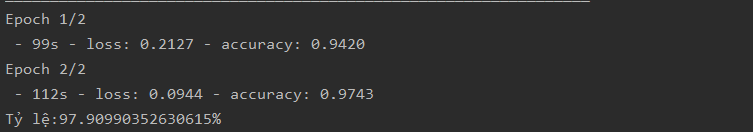 Epoch 1/2
- 99s - loss: 0.2127 - accuracy: 0.9420
Epoch 2/2
- 112s - loss: 0.0944 - accuracy: 0.9743
Tỷ lệ:97.90990352630615%